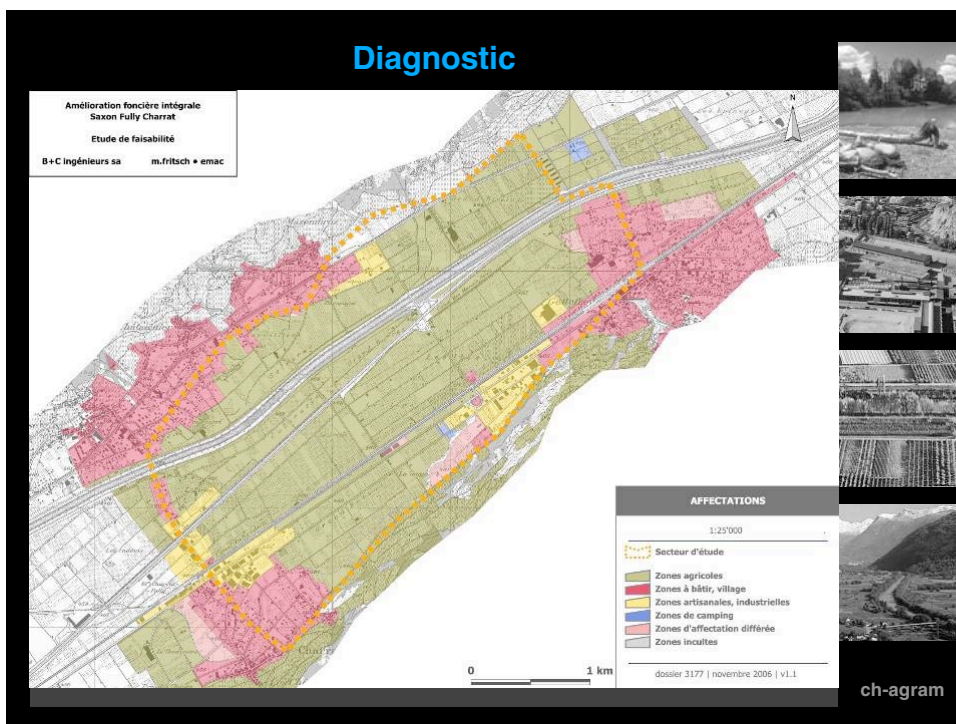 Diagnostic
Amélioration foncière intégrale
Saxon Fully Charrat
Etude de faisabilité
B+C ingénieurs sa m.fritsch • emac
N
AFFECTATIONS
1:25'000
Secteur d'étude
Zones agricoles
Zones à bâtir, village
Zones artisanales, industrielles
Zones de camping
Zones d'affectation différée
Zones incultes
0 1 km
dossier 3177 | novembre 2006 | v1.1
ch-agram